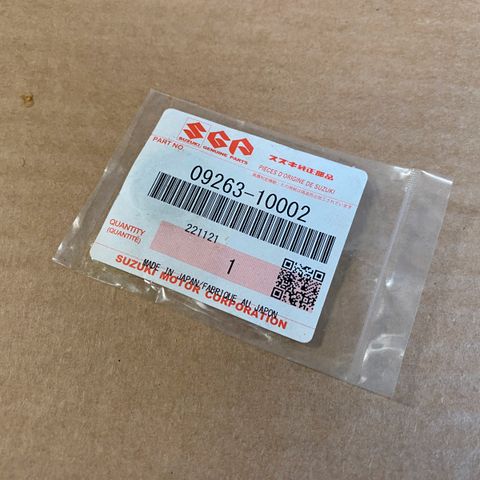 SGP
SUZUKI GENUINE PARTS
スズキ純正部品
PART NO.
PIÈCES D'ORIGINE DE SUZUKI
09263-10002
QUANTITY
(QUANTITÉ)
221121
1
MADE IN JAPAN/FABRIQUE AU JAPON
SUZUKI MOTOR CORPORATION